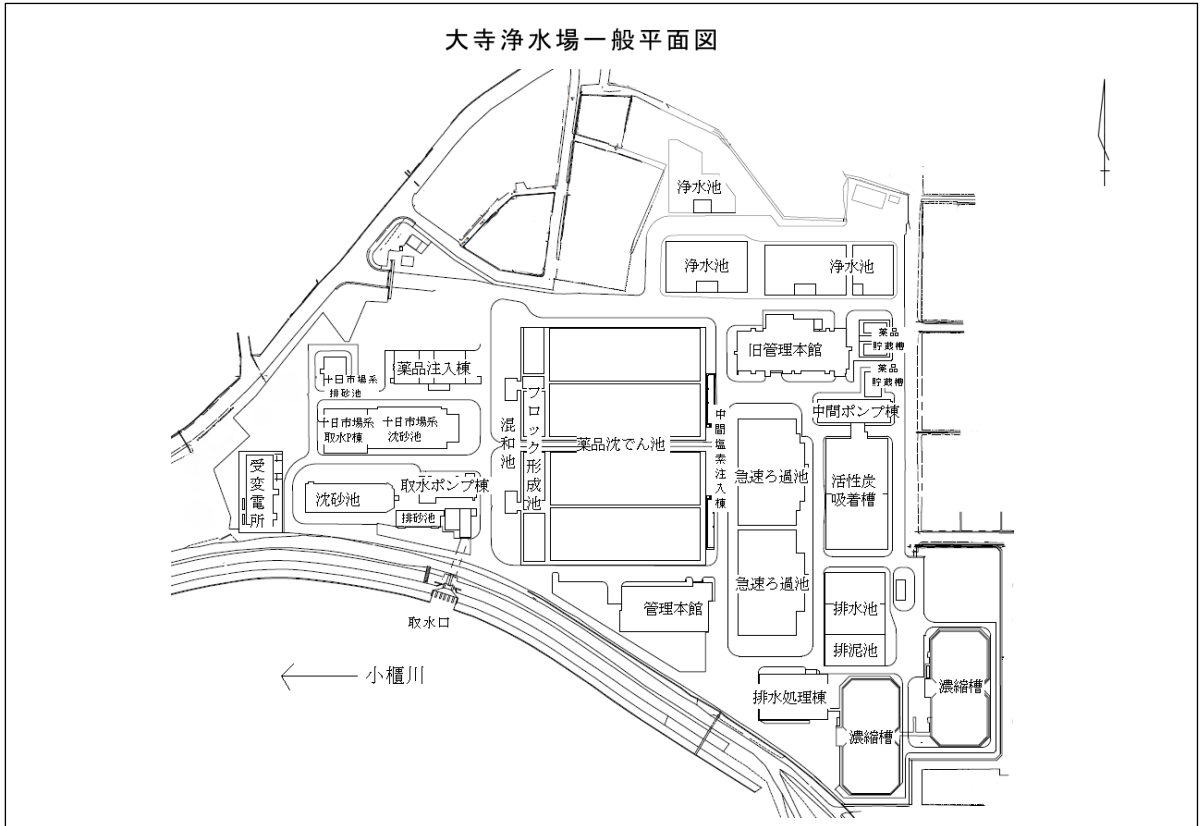 大寺浄水場一般平面図
浄水池
浄水池
浄水池
旧管理本館
薬品
貯蔵槽
薬品
貯蔵槽
中間ポンプ棟
薬品注入棟
十日市場系
排砂池
十日市場系
取水P棟
十日市場系
沈砂池
受変電所
沈砂池
取水ポンプ棟
排砂池
混和池
フロック形成池
薬品沈でん池
中間塩素注入棟
急速ろ過池
活性炭
吸着槽
急速ろ過池
管理本館
排水池
排泥池
取水口
小櫃川
排水処理棟
濃縮槽
濃縮槽